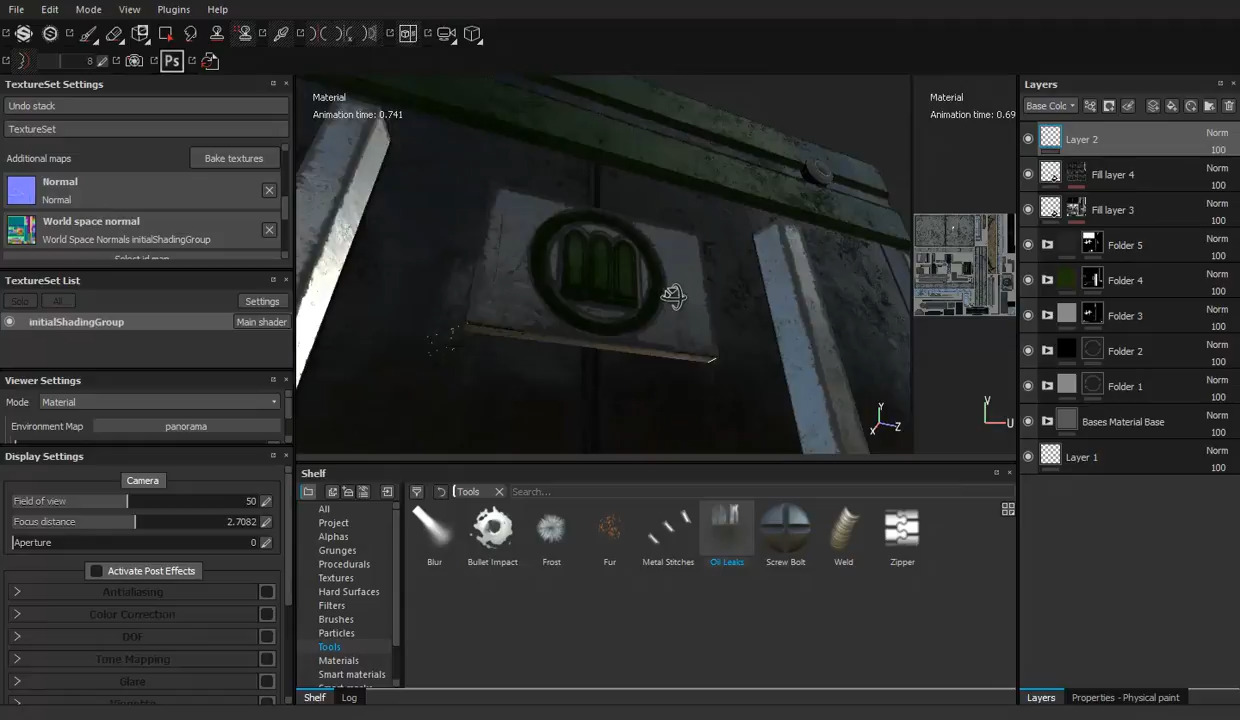 File Edit Mode View Plugins Help
8 Ps
TextureSet Settings
Undo stack
TextureSet
Additional maps Bake textures
Normal
Normal
World space normal
World Space Normals initialShadingGroup
Select id map
TextureSet List
Solo All Settings
initialShadingGroup Main shader
Viewer Settings
Mode Material
Environment Map panorama
Display Settings
Camera
Field of view 50
Focus distance 2.7082
Aperture 0
Activate Post Effects
Antialiasing
Color Correction
DOF
Tone Mapping
Glare
Vignette
Material
Animation time: 0.741
Y
X Z
Material
Animation time: 0.69
V
U
Shelf
Tools Search...
All
Project
Alphas
Grunges
Procedurals
Textures
Hard Surfaces
Filters
Brushes
Particles
Tools
Materials
Smart materials
Smart masks
Blur Bullet Impact Frost Fur Metal Stitches Oil Leaks Screw Bolt Weld Zipper
Shelf Log
Layers
Base Colc
Layer 2 Norm 100
Fill layer 4 Norm 100
Fill layer 3 Norm 100
Folder 5 Norm 100
Folder 4 Norm 100
Folder 3 Norm 100
Folder 2 Norm 100
Folder 1 Norm 100
Bases Material Base Norm 100
Layer 1 Norm 100
Layers Properties - Physical paint